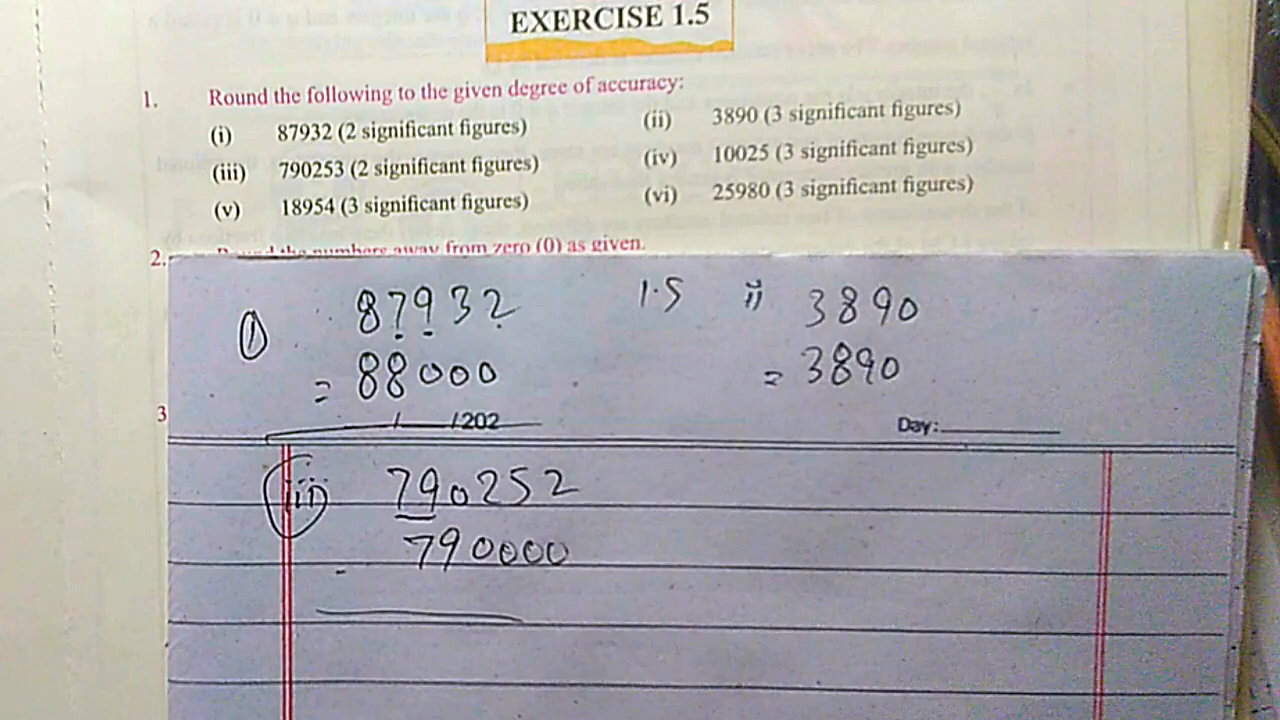 EXERCISE 1.5
1. Round the following to the given degree of accuracy:
(i) 87932 (2 significant figures) (ii) 3890 (3 significant figures)
(iii) 790253 (2 significant figures) (iv) 10025 (3 significant figures)
(v) 18954 (3 significant figures) (vi) 25980 (3 significant figures)
2. the numbers away from zero (0) as given.
1.5
(i) 87932 ii 3890
= 88000 = 3890
3
/ /202 Day:
(iii) 790252
790000